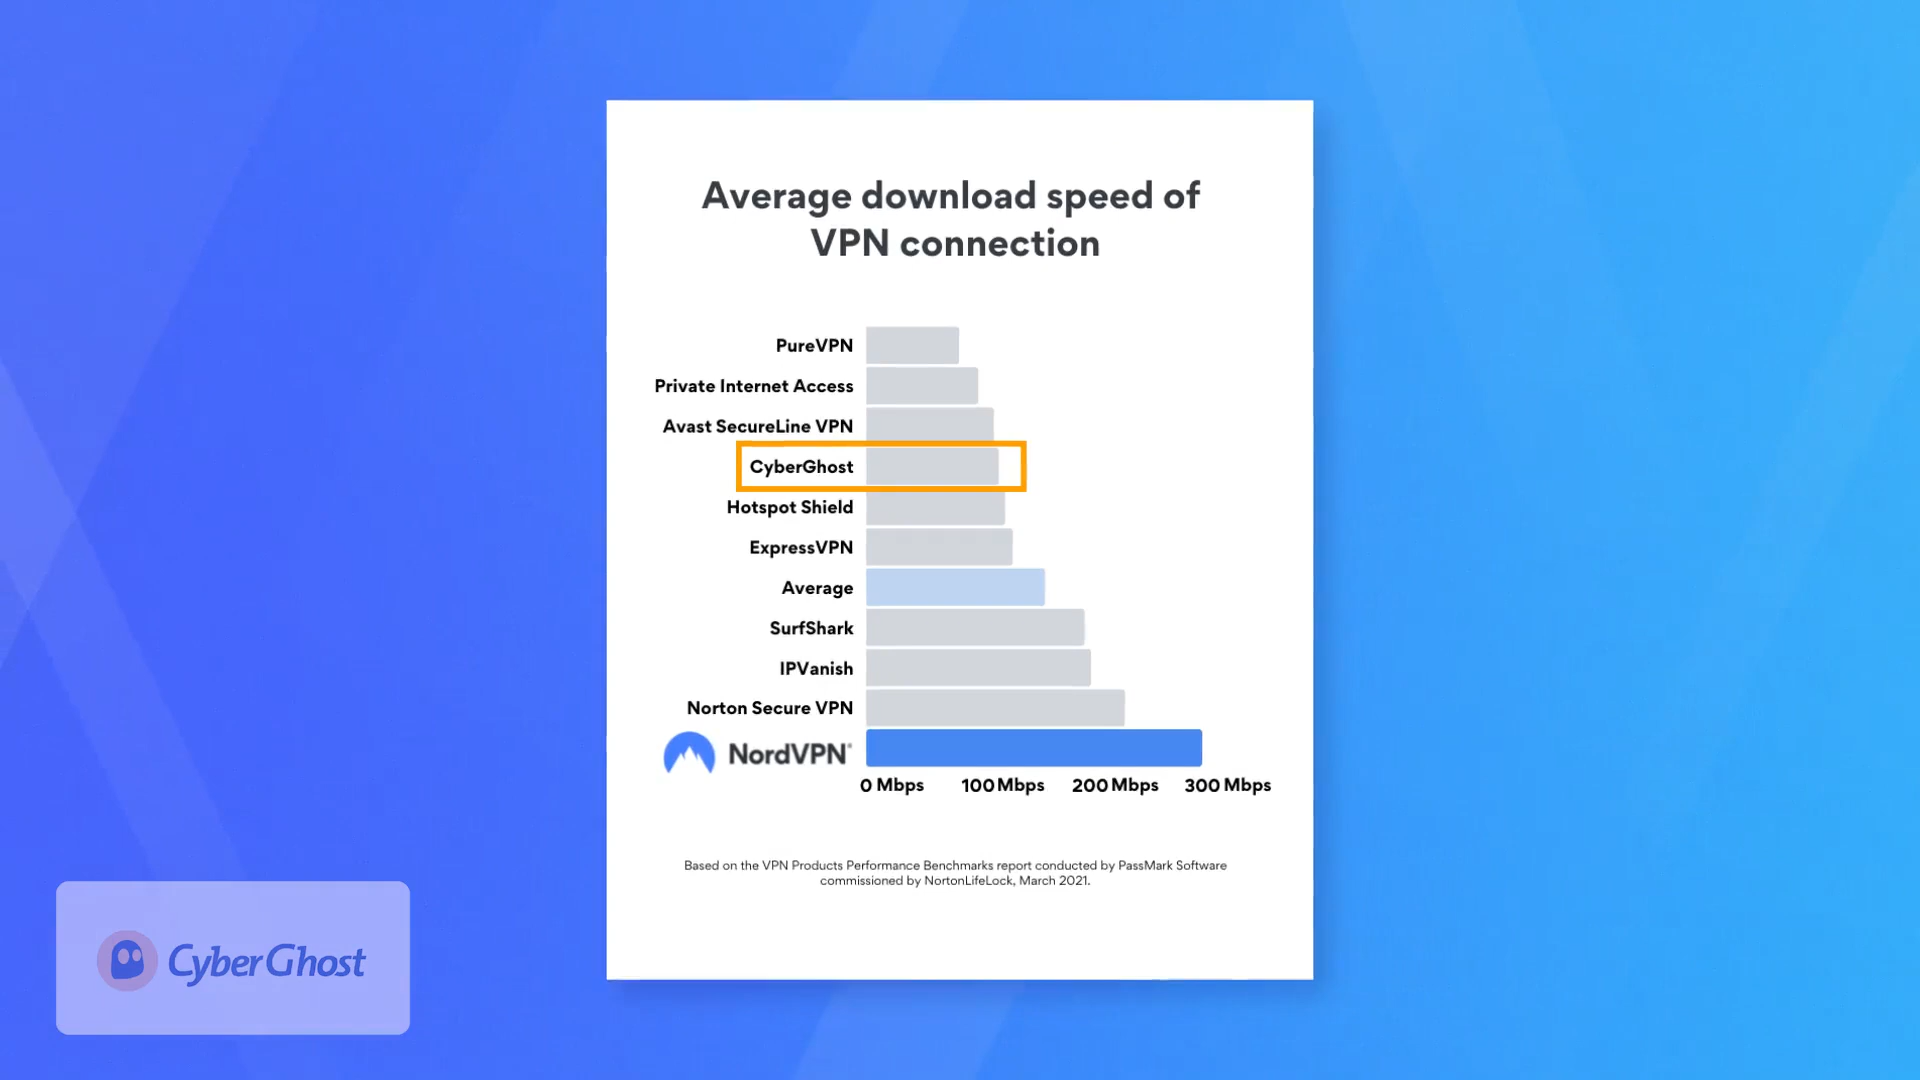 Average download speed of
VPN connection
PureVPN
Private Internet Access
Avast SecureLine VPN
CyberGhost
Hotspot Shield
ExpressVPN
Average
SurfShark
IPVanish
Norton Secure VPN
NordVPN®
0 Mbps 100 Mbps 200 Mbps 300 Mbps
Based on the VPN Products Performance Benchmarks report conducted by PassMark Software
commissioned by NortonLifeLock, March 2021.
CyberGhost